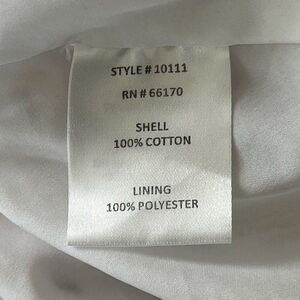 STYLE # 10111
RN # 66170
SHELL
100% COTTON
LINING
100% POLYESTER